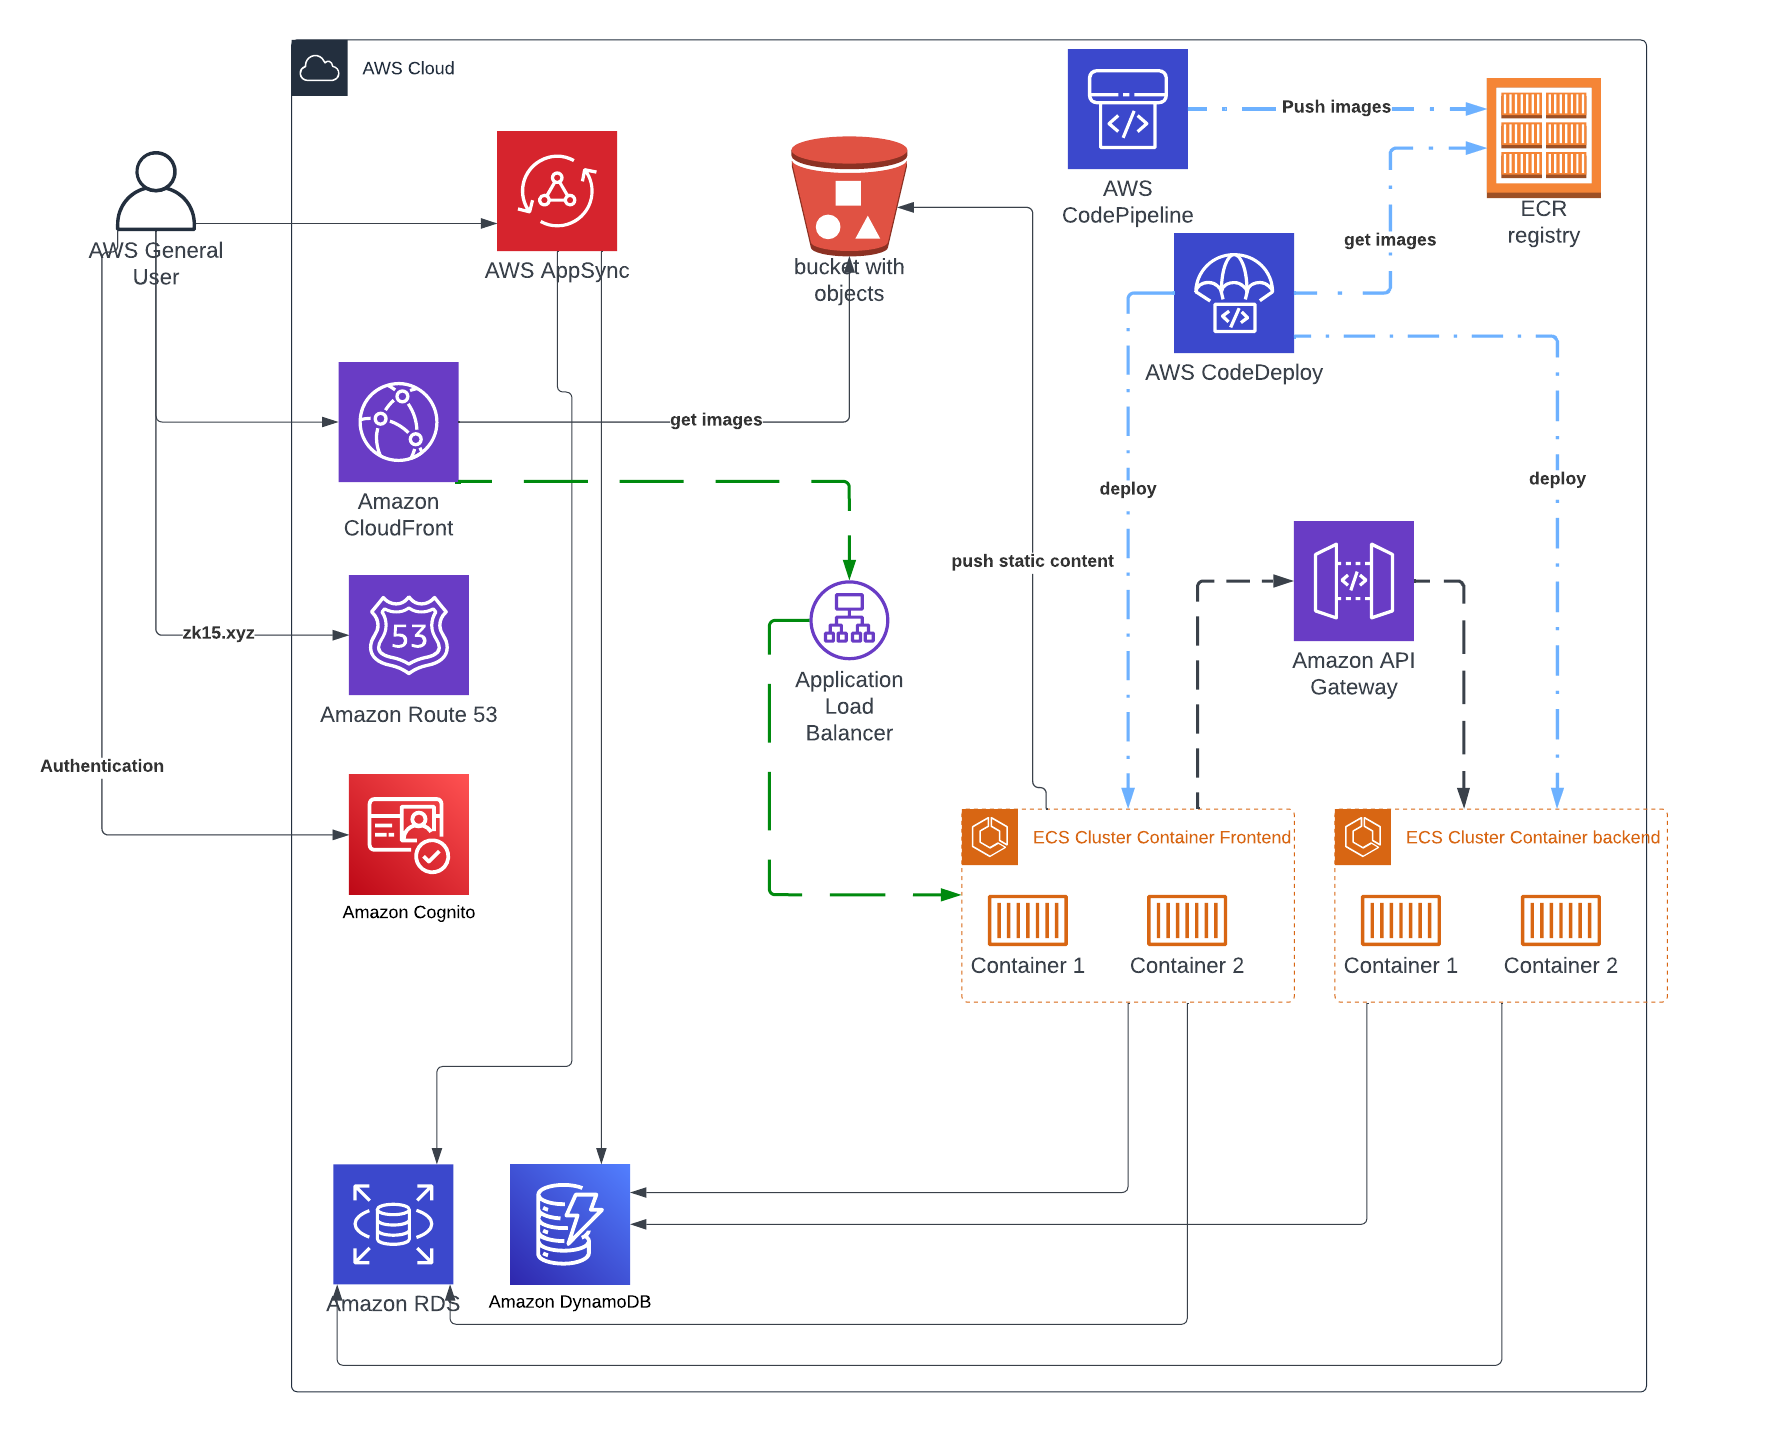 AWS Cloud
AWS General
User
AWS AppSync
bucket with
objects
AWS
CodePipeline
Push images
ECR
registry
get images
AWS CodeDeploy
Amazon
CloudFront
get images
deploy
deploy
push static content
53
Amazon Route 53
zk15.xyz
Application
Load
Balancer
Amazon API
Gateway
Authentication
Amazon Cognito
ECS Cluster Container Frontend
Container 1
Container 2
ECS Cluster Container backend
Container 1
Container 2
Amazon RDS
Amazon DynamoDB